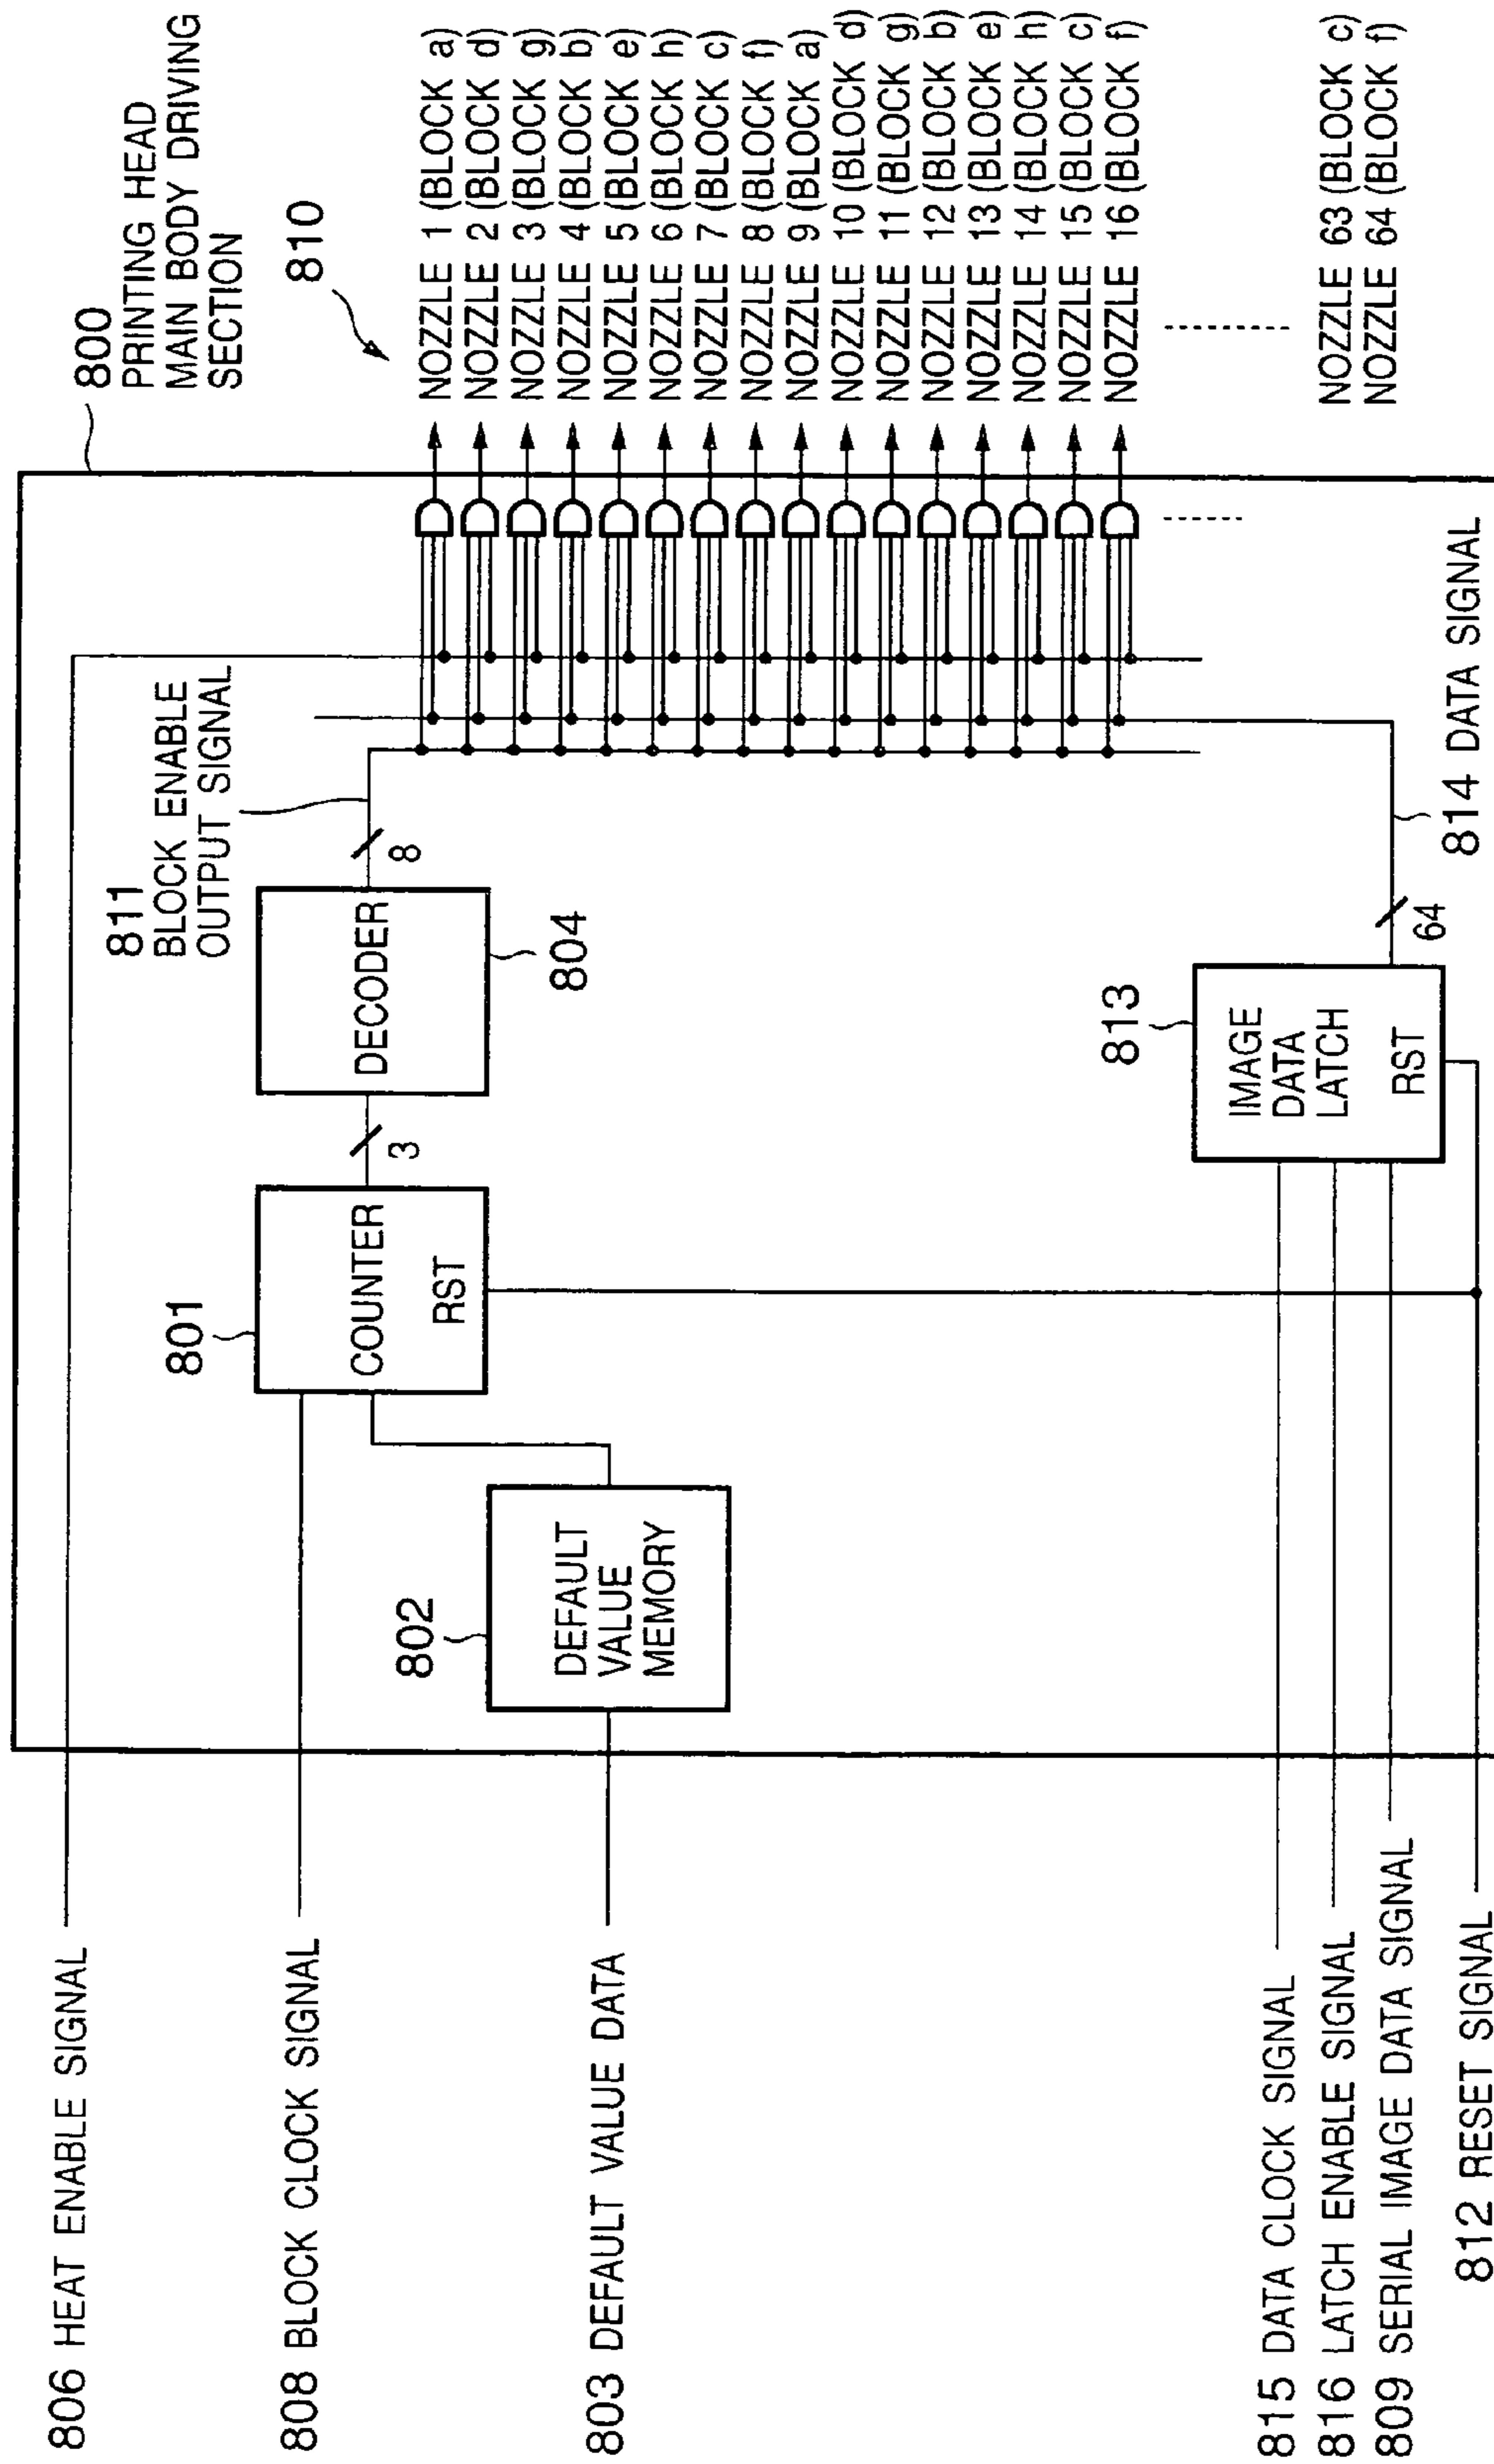 800
PRINTING HEAD
MAIN BODY DRIVING
SECTION
810
806 HEAT ENABLE SIGNAL
808 BLOCK CLOCK SIGNAL
803 DEFAULT VALUE DATA
815 DATA CLOCK SIGNAL
816 LATCH ENABLE SIGNAL
809 SERIAL IMAGE DATA SIGNAL
812 RESET SIGNAL
802
DEFAULT
VALUE
MEMORY
801
COUNTER
RST
3
DECODER
804
8
811
BLOCK ENABLE
OUTPUT SIGNAL
813
IMAGE
DATA
LATCH
RST
64
814 DATA SIGNAL
NOZZLE 1 (BLOCK a)
NOZZLE 2 (BLOCK d)
NOZZLE 3 (BLOCK g)
NOZZLE 4 (BLOCK b)
NOZZLE 5 (BLOCK e)
NOZZLE 6 (BLOCK h)
NOZZLE 7 (BLOCK c)
NOZZLE 8 (BLOCK f)
NOZZLE 9 (BLOCK a)
NOZZLE 10 (BLOCK d)
NOZZLE 11 (BLOCK g)
NOZZLE 12 (BLOCK b)
NOZZLE 13 (BLOCK e)
NOZZLE 14 (BLOCK h)
NOZZLE 15 (BLOCK c)
NOZZLE 16 (BLOCK f)
NOZZLE 63 (BLOCK c)
NOZZLE 64 (BLOCK f)